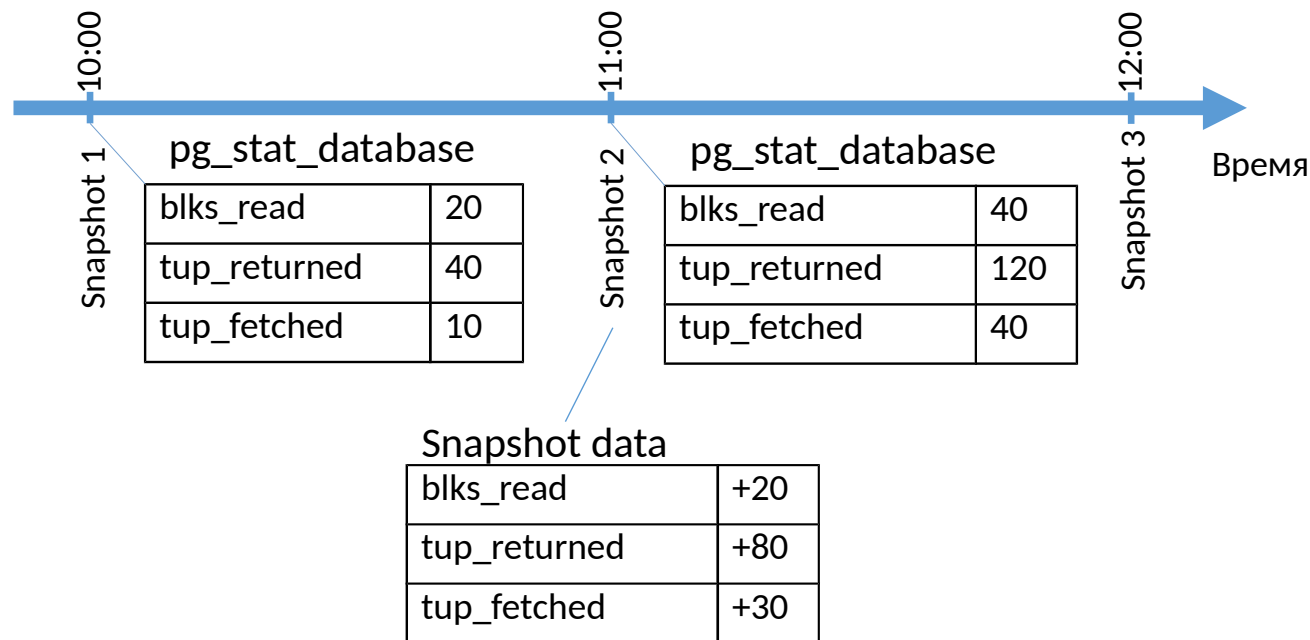 10:00
11:00
12:00
Время
Snapshot 1
pg_stat_database
blks_read 20
tup_returned 40
tup_fetched 10
Snapshot 2
pg_stat_database
blks_read 40
tup_returned 120
tup_fetched 40
Snapshot 3
Snapshot data
blks_read +20
tup_returned +80
tup_fetched +30